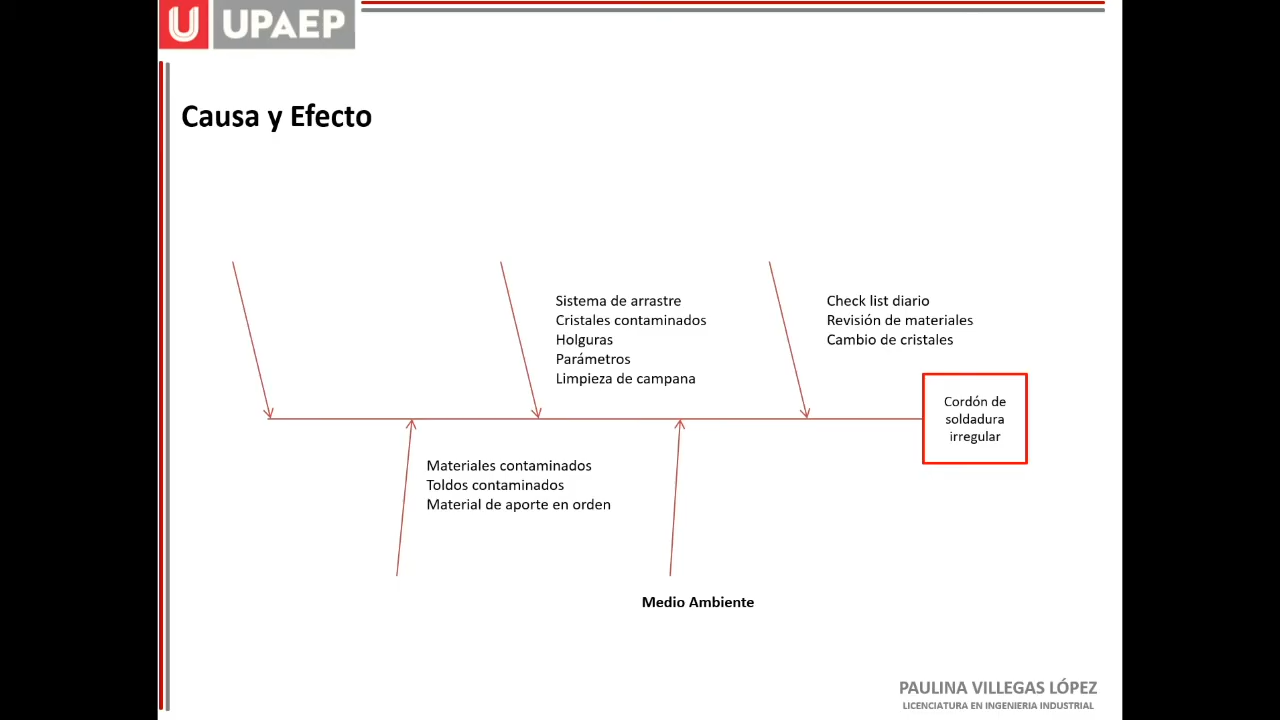 U UPAEP
Causa y Efecto
Sistema de arrastre
Cristales contaminados
Holguras
Parámetros
Limpieza de campana
Check list diario
Revisión de materiales
Cambio de cristales
Cordón de
soldadura
irregular
Materiales contaminados
Toldos contaminados
Material de aporte en orden
Medio Ambiente
PAULINA VILLEGAS LÓPEZ
LICENCIATURA EN INGENIERIA INDUSTRIAL